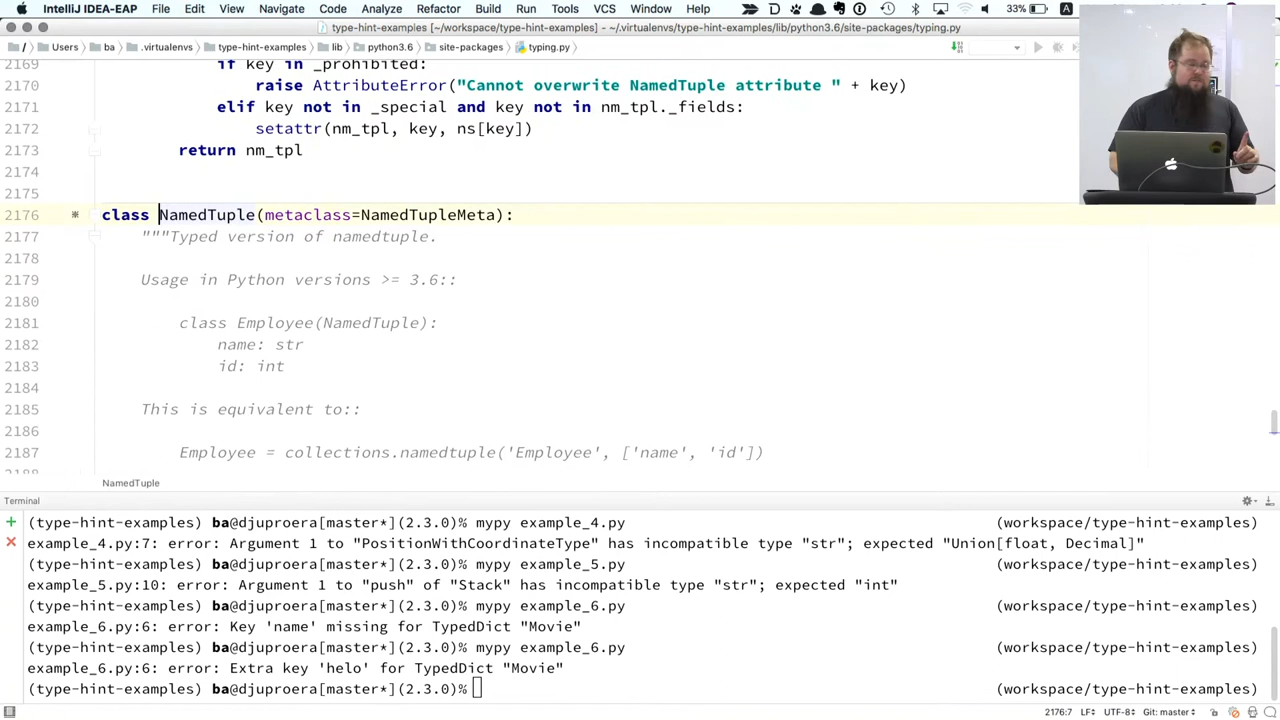 IntelliJ IDEA-EAP File Edit View Navigate Code Analyze Refactor Build Run Tools VCS Window Help 33% A
typing.py - type-hint-examples - [~/workspace/type-hint-examples] - ~/.virtualenvs/type-hint-examples/lib/python3.6/site-packages/typing.py
/ Users ba .virtualenvs type-hint-examples lib python3.6 site-packages typing.py
2169 if key in _prohibited:
2170 raise AttributeError("Cannot overwrite NamedTuple attribute " + key)
2171 elif key not in _special and key not in nm_tpl._fields:
2172 setattr(nm_tpl, key, ns[key])
2173 return nm_tpl
2174
2175
2176 class NamedTuple(metaclass=NamedTupleMeta):
2177 """Typed version of namedtuple.
2178
2179 Usage in Python versions >= 3.6::
2180
2181 class Employee(NamedTuple):
2182 name: str
2183 id: int
2184
2185 This is equivalent to::
2186
2187 Employee = collections.namedtuple('Employee', ['name', 'id'])
2188
NamedTuple
Terminal
(type-hint-examples) ba@djuproera[master*](2.3.0)% mypy example_4.py (workspace/type-hint-examples)
example_4.py:7: error: Argument 1 to "PositionWithCoordinateType" has incompatible type "str"; expected "Union[float, Decimal]"
(type-hint-examples) ba@djuproera[master*](2.3.0)% mypy example_5.py (workspace/type-hint-examples)
example_5.py:10: error: Argument 1 to "push" of "Stack" has incompatible type "str"; expected "int"
(type-hint-examples) ba@djuproera[master*](2.3.0)% mypy example_6.py (workspace/type-hint-examples)
example_6.py:6: error: Key 'name' missing for TypedDict "Movie"
(type-hint-examples) ba@djuproera[master*](2.3.0)% mypy example_6.py (workspace/type-hint-examples)
example_6.py:6: error: Extra key 'helo' for TypedDict "Movie"
(type-hint-examples) ba@djuproera[master*](2.3.0)% (workspace/type-hint-examples)
2176:7 LF UTF-8 Git: master